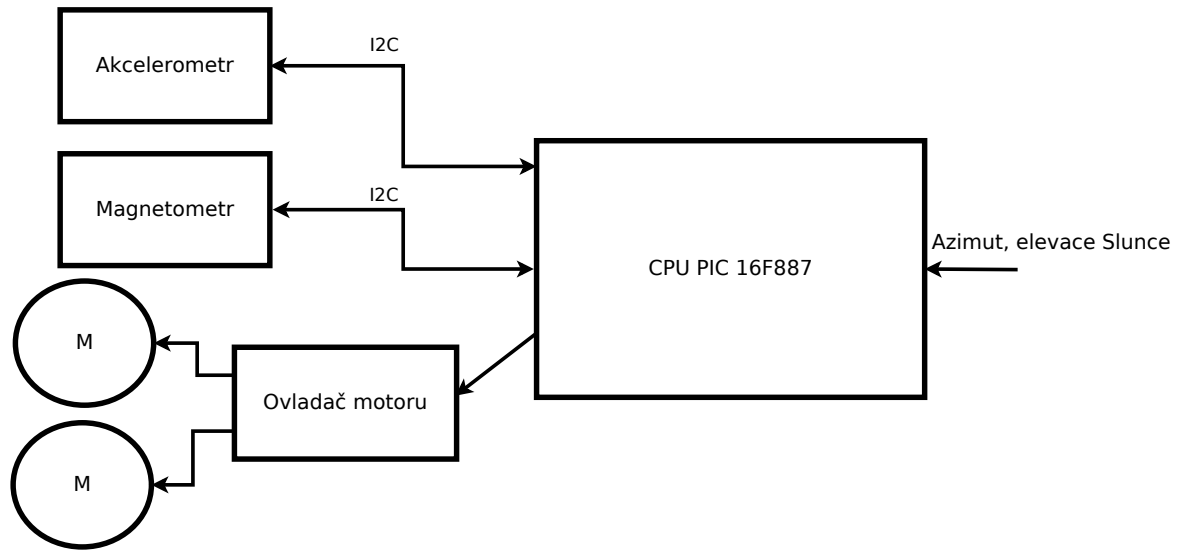 I2C
Akcelerometr
I2C
Magnetometr
Azimut, elevace Slunce
CPU PIC 16F887
M
Ovladač motoru
M